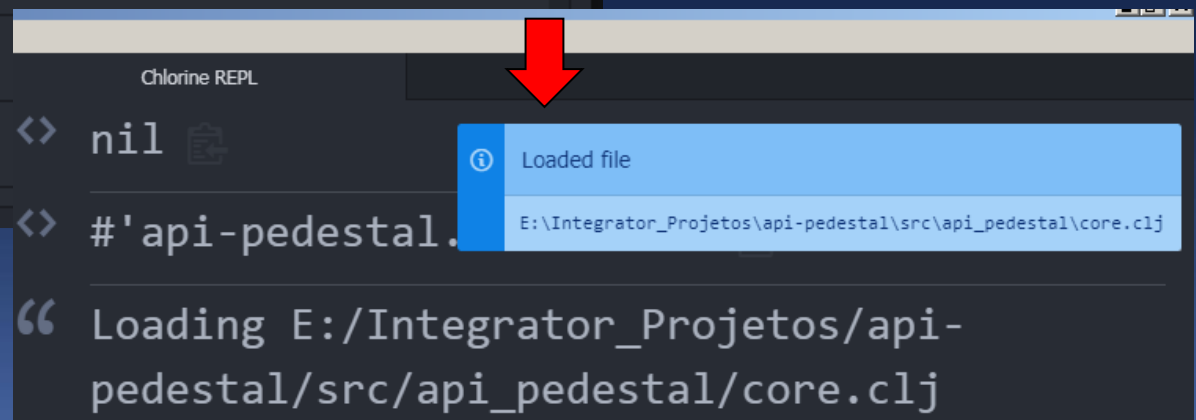 Chlorine REPL
nil
Loaded file
E:\Integrator_Projetos\api-pedestal\src\api_pedestal\core.clj
#'api-pedestal.
Loading E:/Integrator_Projetos/api-
pedestal/src/api_pedestal/core.clj